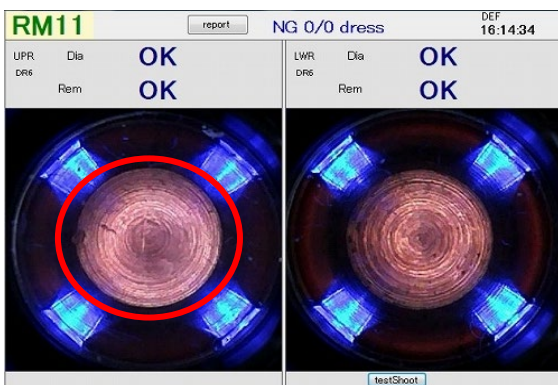 RM11 report NG 0/0 dress DEF
16:14:34
UPR Dia OK
DR6
Rem OK
LWR Dia OK
DR6
Rem OK
testShoot